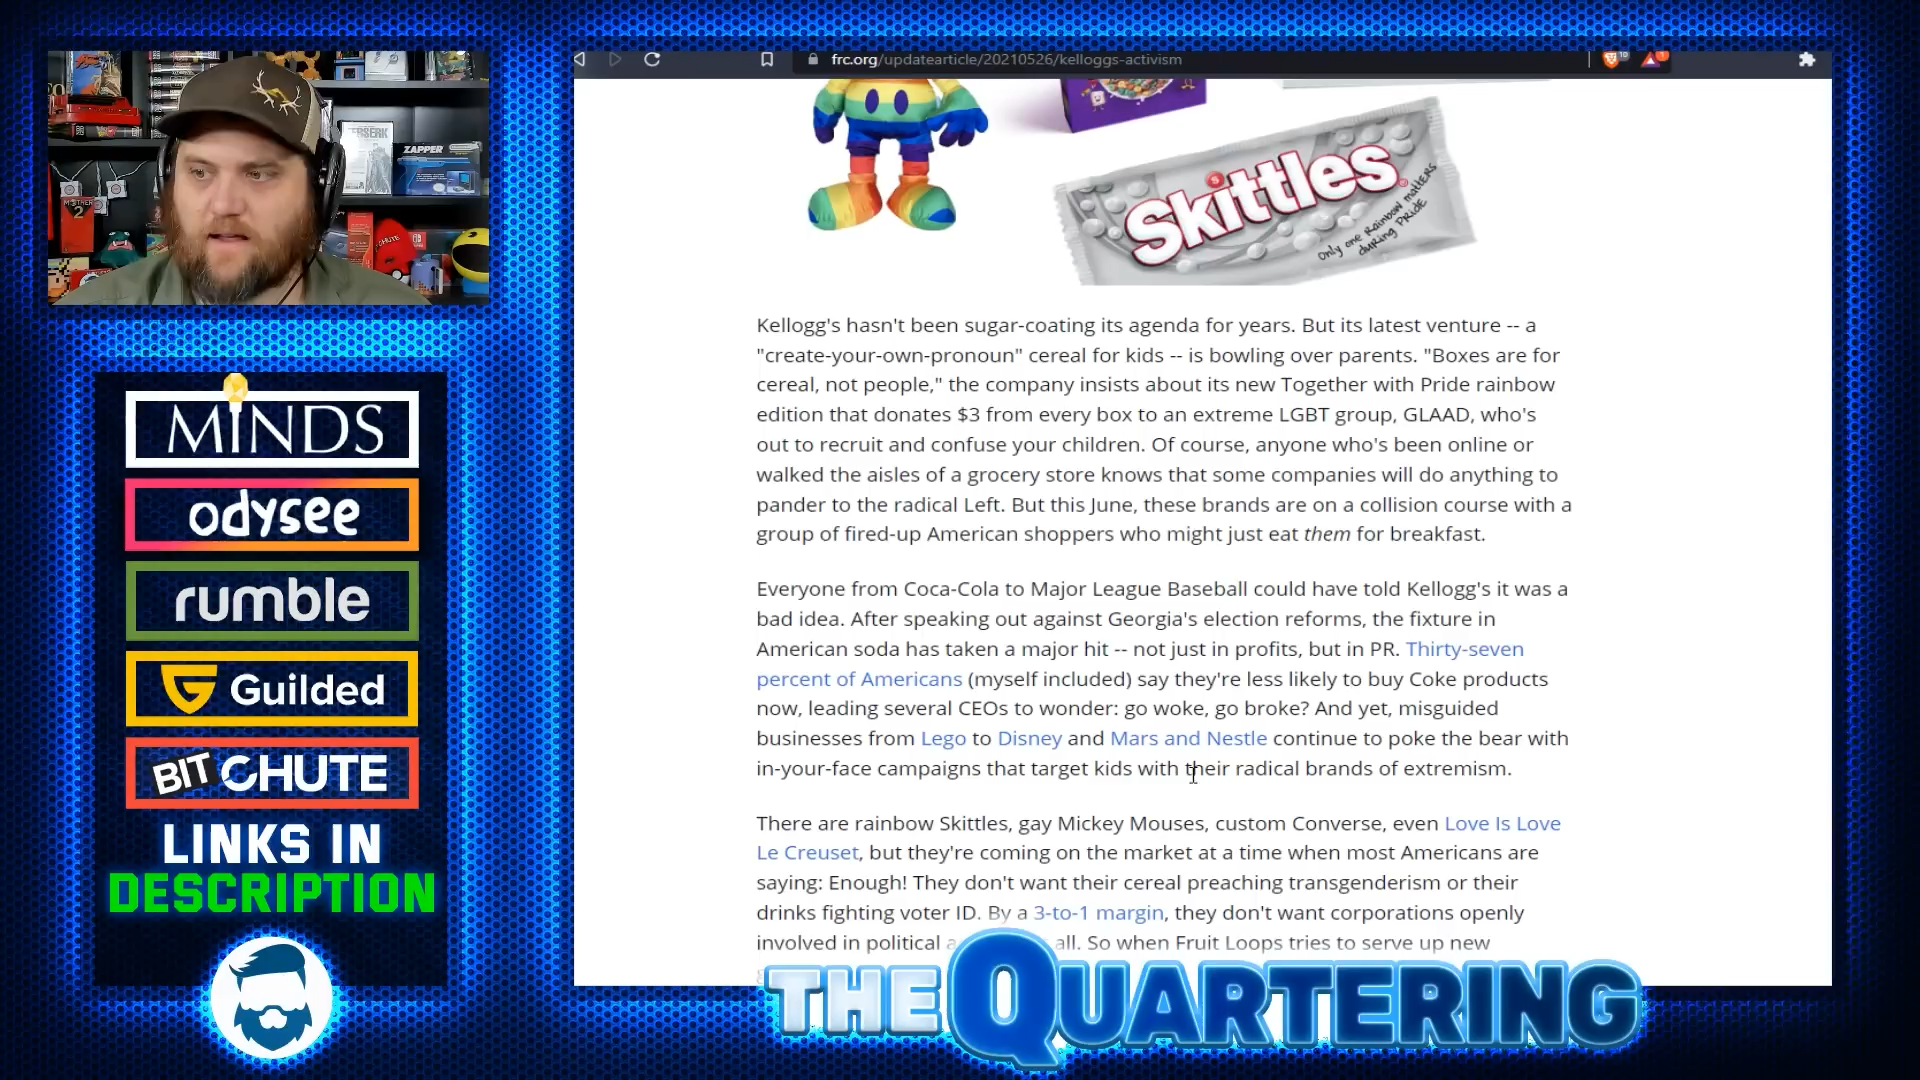 frc.org/updatearticle/20210526/kelloggs-activism
BERSERK
ZAPPER
MOTHER
2
CHUTE
Skittles
only one rainbow matters
during PRIDE
Kellogg's hasn't been sugar-coating its agenda for years. But its latest venture -- a
"create-your-own-pronoun" cereal for kids -- is bowling over parents. "Boxes are for
cereal, not people," the company insists about its new Together with Pride rainbow
edition that donates $3 from every box to an extreme LGBT group, GLAAD, who's
out to recruit and confuse your children. Of course, anyone who's been online or
walked the aisles of a grocery store knows that some companies will do anything to
pander to the radical Left. But this June, these brands are on a collision course with a
group of fired-up American shoppers who might just eat them for breakfast.
Everyone from Coca-Cola to Major League Baseball could have told Kellogg's it was a
bad idea. After speaking out against Georgia's election reforms, the fixture in
American soda has taken a major hit -- not just in profits, but in PR. Thirty-seven
percent of Americans (myself included) say they're less likely to buy Coke products
now, leading several CEOs to wonder: go woke, go broke? And yet, misguided
businesses from Lego to Disney and Mars and Nestle continue to poke the bear with
in-your-face campaigns that target kids with their radical brands of extremism.
There are rainbow Skittles, gay Mickey Mouses, custom Converse, even Love Is Love
Le Creuset, but they're coming on the market at a time when most Americans are
saying: Enough! They don't want their cereal preaching transgenderism or their
drinks fighting voter ID. By a 3-to-1 margin, they don't want corporations openly
involved in political a all. So when Fruit Loops tries to serve up new
MINDS
odysee
rumble
Guilded
BITCHUTE
LINKS IN
DESCRIPTION
THE QUARTERING